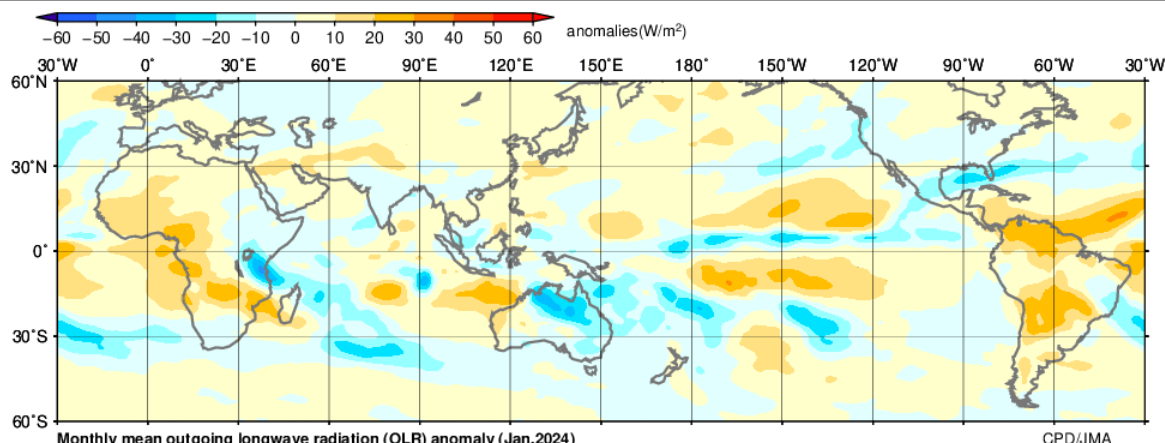 −60 −50 −40 −30 −20 −10 0 10 20 30 40 50 60
anomalies(W/m²)
30˚W 0˚ 30˚E 60˚E 90˚E 120˚E 150˚E 180˚ 150˚W 120˚W 90˚W 60˚W 30˚W
60˚N
30˚N
0˚
30˚S
60˚S
Monthly mean outgoing longwave radiation (OLR) anomaly (Jan.2024) CPD/JMA